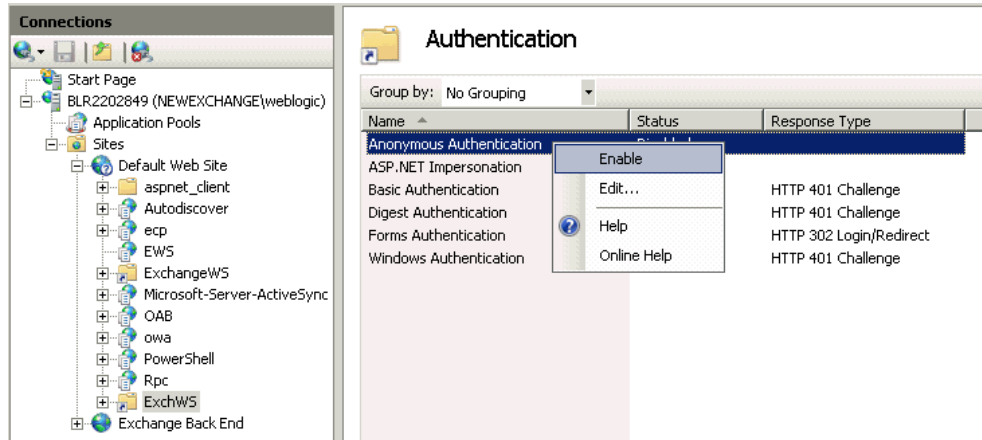 Connections
Start Page
BLR2202849 (NEWEXCHANGE\weblogic)
Application Pools
Sites
Default Web Site
aspnet_client
Autodiscover
ecp
EWS
ExchangeWS
Microsoft-Server-ActiveSync
OAB
owa
PowerShell
Rpc
ExchWS
Exchange Back End
Authentication
Group by: No Grouping
Name Status Response Type
Anonymous Authentication
ASP.NET Impersonation
Basic Authentication HTTP 401 Challenge
Digest Authentication HTTP 401 Challenge
Forms Authentication HTTP 302 Login/Redirect
Windows Authentication HTTP 401 Challenge
Enable
Edit...
Help
Online Help